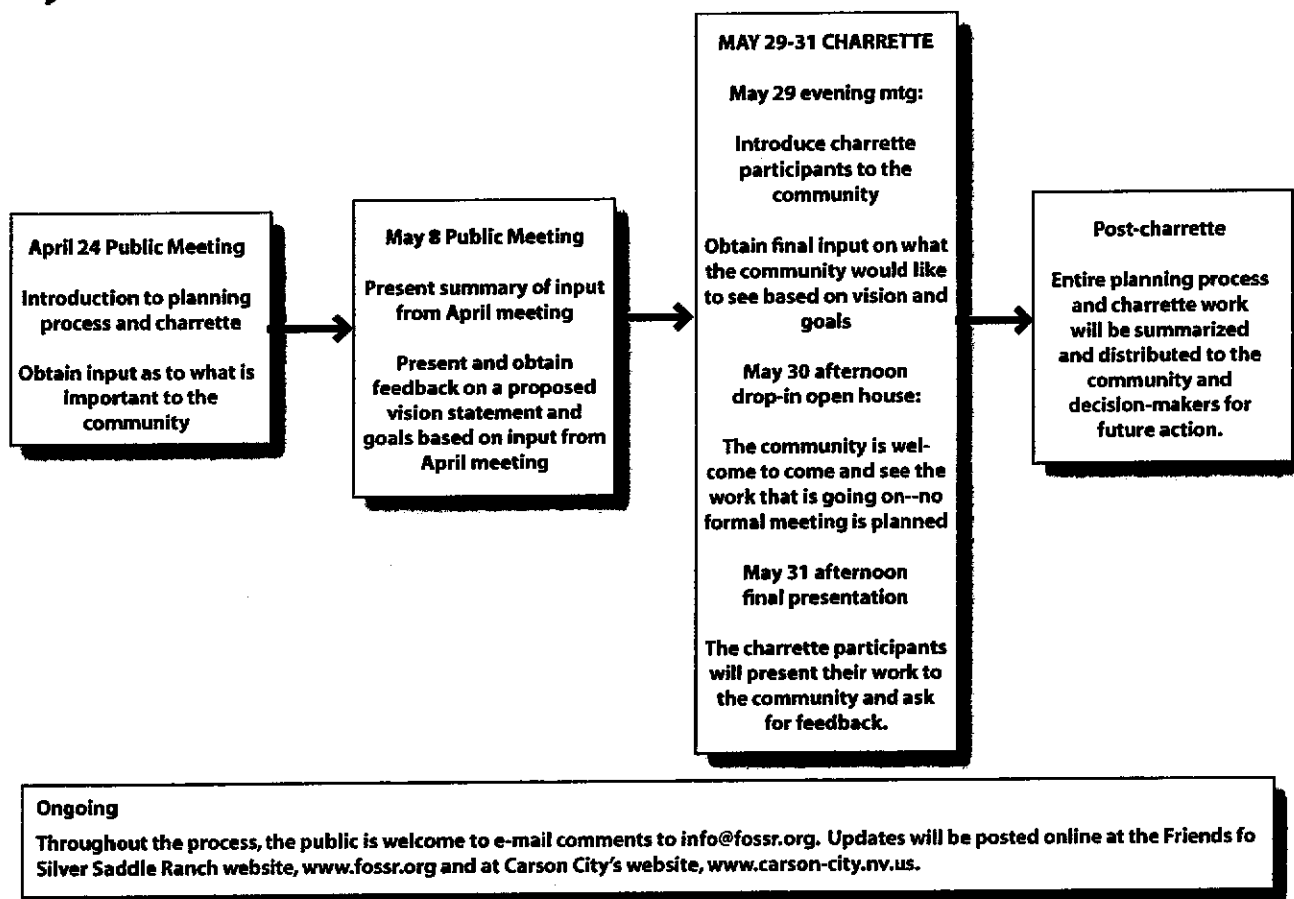 April 24 Public Meeting
Introduction to planning
process and charrette
Obtain input as to what is
important to the
community
May 8 Public Meeting
Present summary of input
from April meeting
Present and obtain
feedback on a proposed
vision statement and
goals based on input from
April meeting
MAY 29-31 CHARRETTE
May 29 evening mtg:
Introduce charrette
participants to the
community
Obtain final input on what
the community would like
to see based on vision and
goals
May 30 afternoon
drop-in open house:
The community is wel-
come to come and see the
work that is going on--no
formal meeting is planned
May 31 afternoon
final presentation
The charrette participants
will present their work to
the community and ask
for feedback.
Post-charrette
Entire planning process
and charrette work
will be summarized
and distributed to the
community and
decision-makers for
future action.
Ongoing
Throughout the process, the public is welcome to e-mail comments to info@fossr.org. Updates will be posted online at the Friends fo
Silver Saddle Ranch website, www.fossr.org and at Carson City's website, www.carson-city.nv.us.